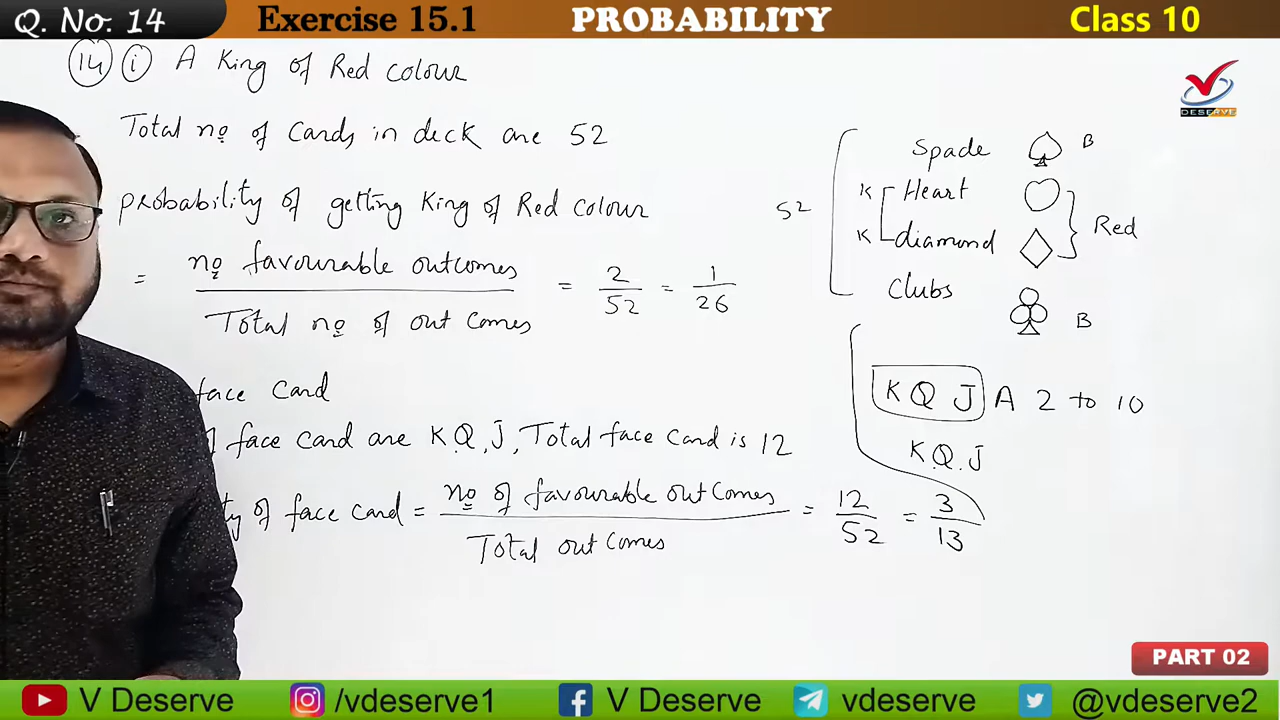 Q. No. 14 Exercise 15.1 PROBABILITY Class 10
14 i A King of Red colour
DESERVE
Total no of Cards in deck are 52
probability of getting King of Red colour
= no favourable outcomes / Total no of out Comes = 2/52 = 1/26
52
Spade B
K Heart
K diamond
Red
Clubs B
face Card
face card are K.Q, J, Total face card is 12
K Q J A 2 to 10
K.Q.J
ty of face card = no of favourable outcomes / Total out comes = 12/52 = 3/13
PART 02
V Deserve /vdeserve1 V Deserve vdeserve @vdeserve2